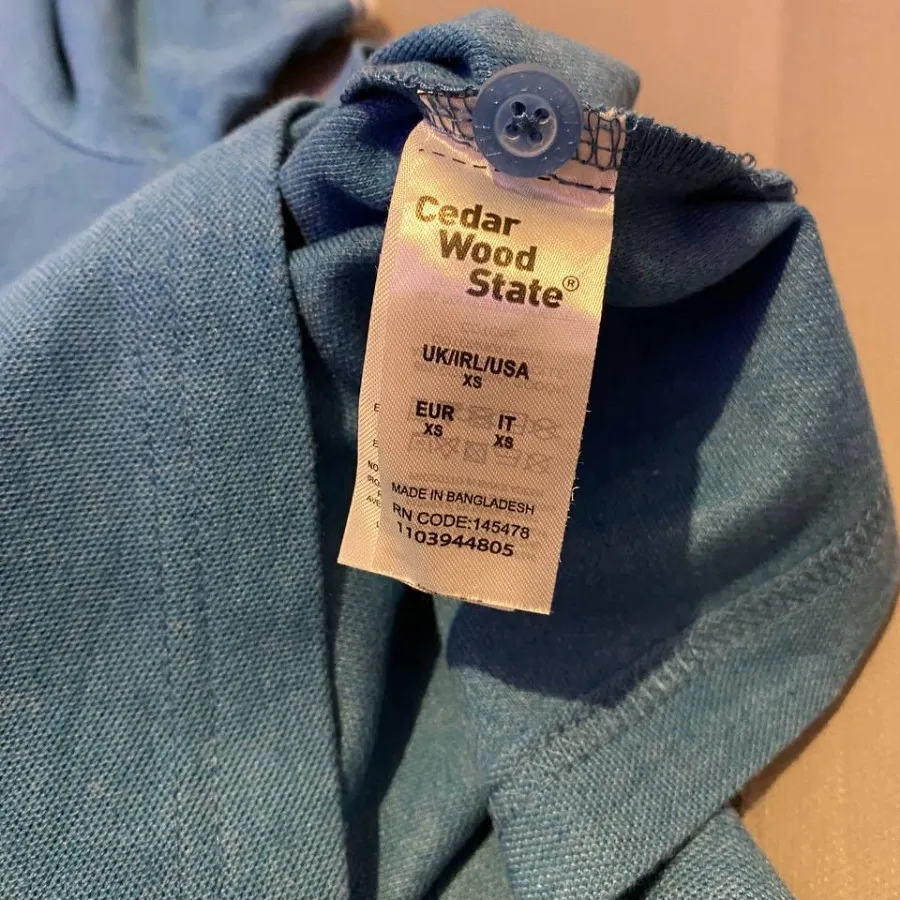 Cedar
Wood
State®
UK/IRL/USA
XS
EUR IT
XS XS
MADE IN BANGLADESH
RN CODE:145478
1103944805